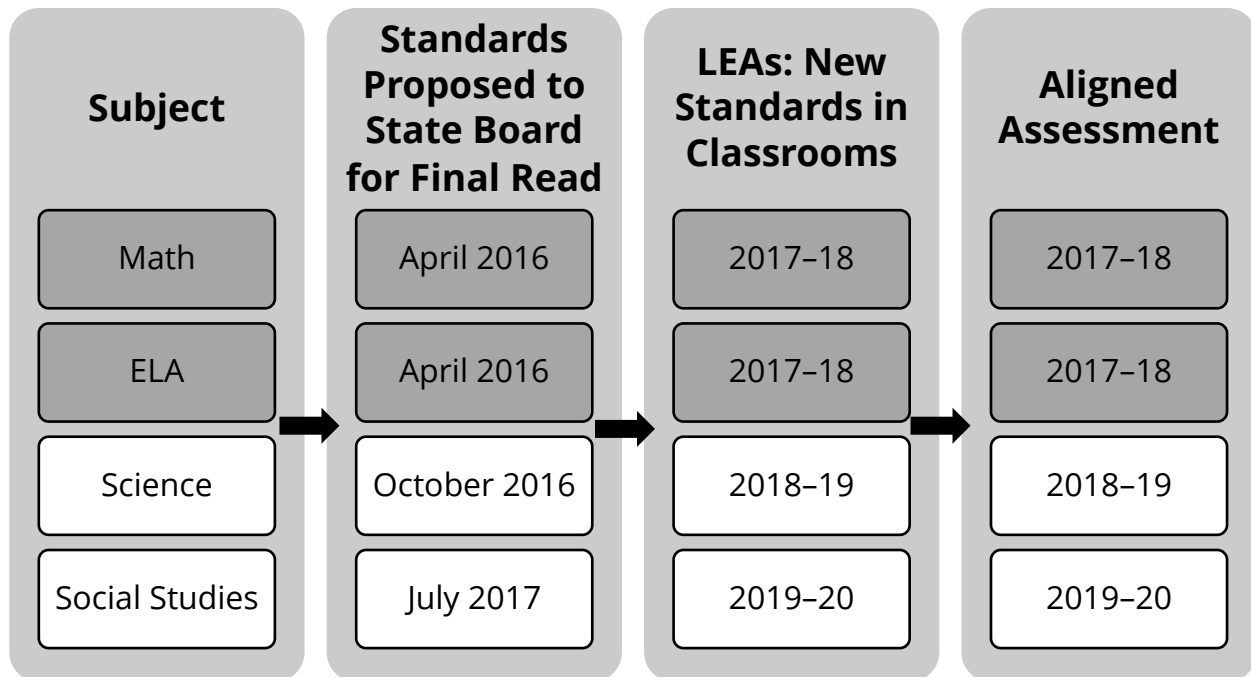 Subject
Standards
Proposed to
State Board
for Final Read
LEAs: New
Standards in
Classrooms
Aligned
Assessment
Math
April 2016
2017–18
2017–18
ELA
April 2016
2017–18
2017–18
Science
October 2016
2018–19
2018–19
Social Studies
July 2017
2019–20
2019–20